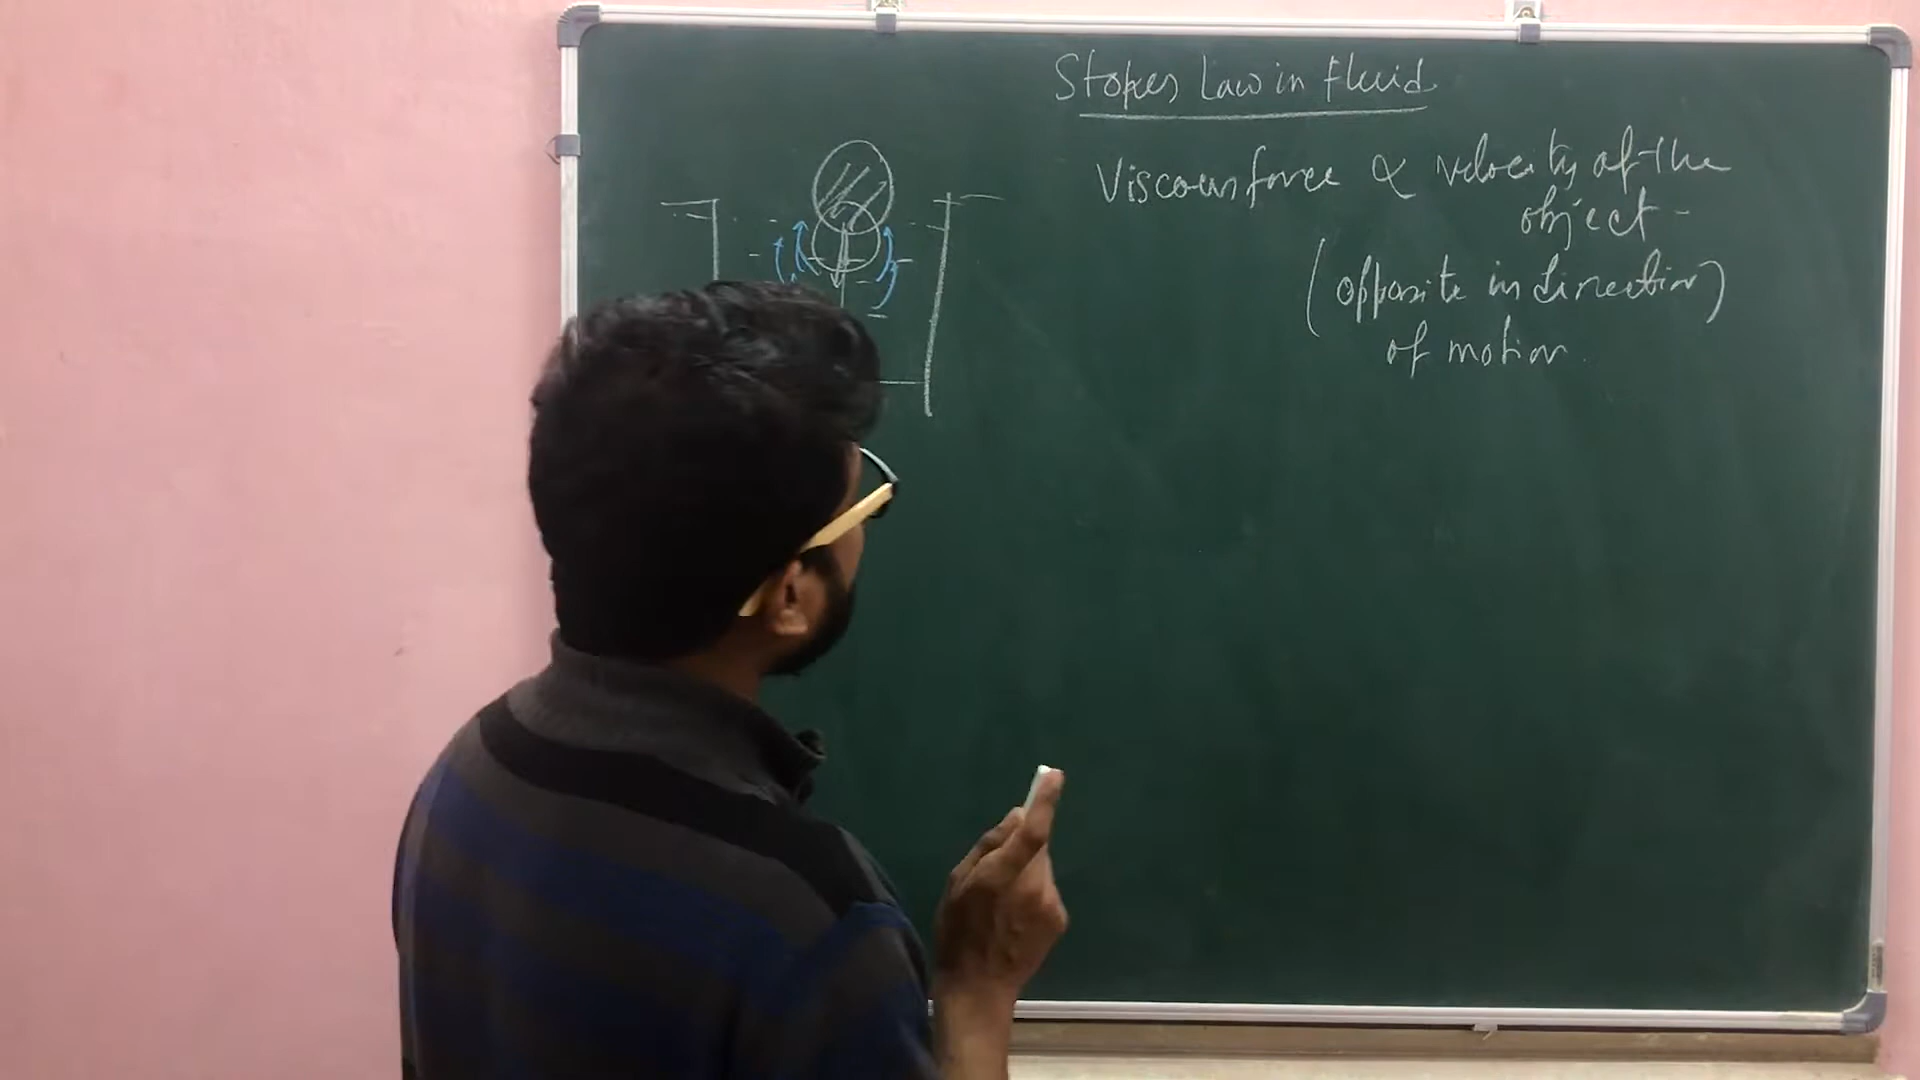 Stokes Law in fluid
Viscous force ∝ velocity of the
object -
(opposite in direction)
of motion.